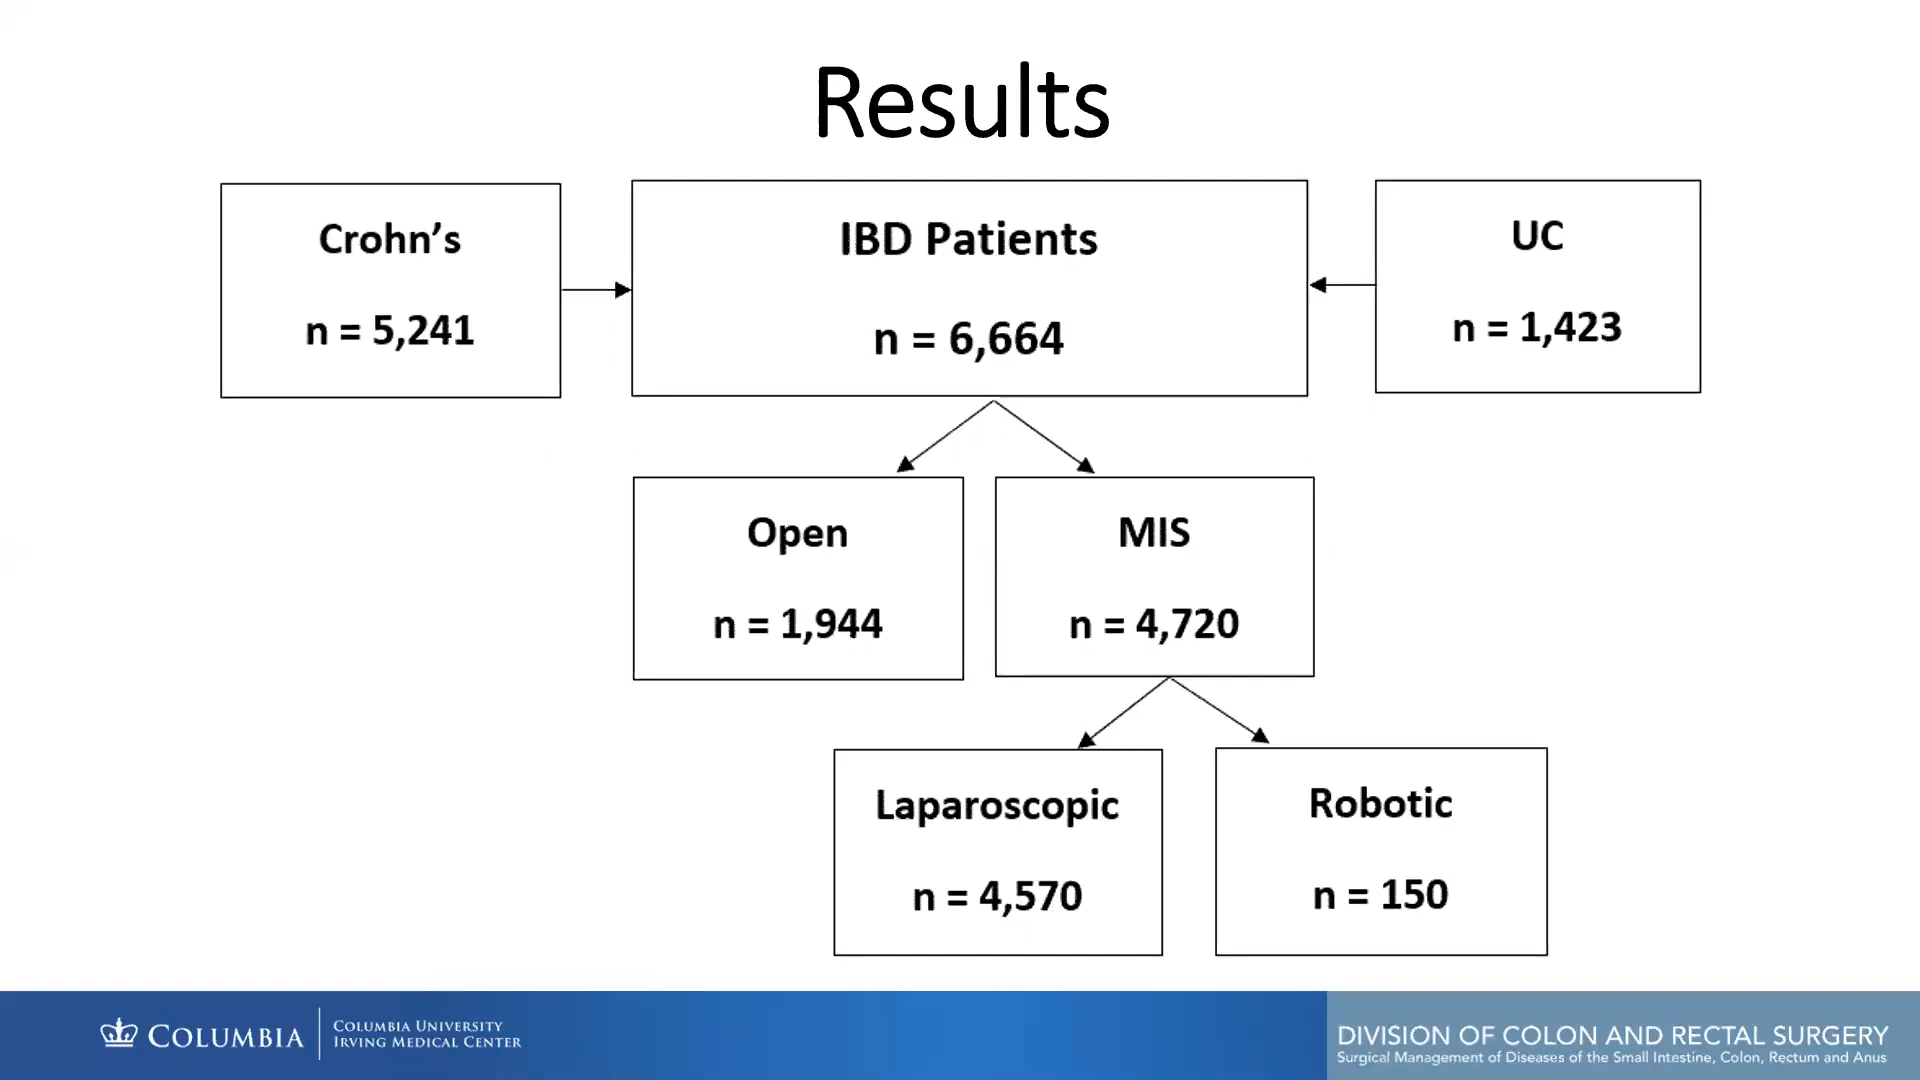 Results
Crohn's
n = 5,241
IBD Patients
n = 6,664
UC
n = 1,423
Open
n = 1,944
MIS
n = 4,720
Laparoscopic
n = 4,570
Robotic
n = 150
COLUMBIA
COLUMBIA UNIVERSITY
IRVING MEDICAL CENTER
DIVISION OF COLON AND RECTAL SURGERY
Surgical Management of Diseases of the Small Intestine, Colon, Rectum and Anus